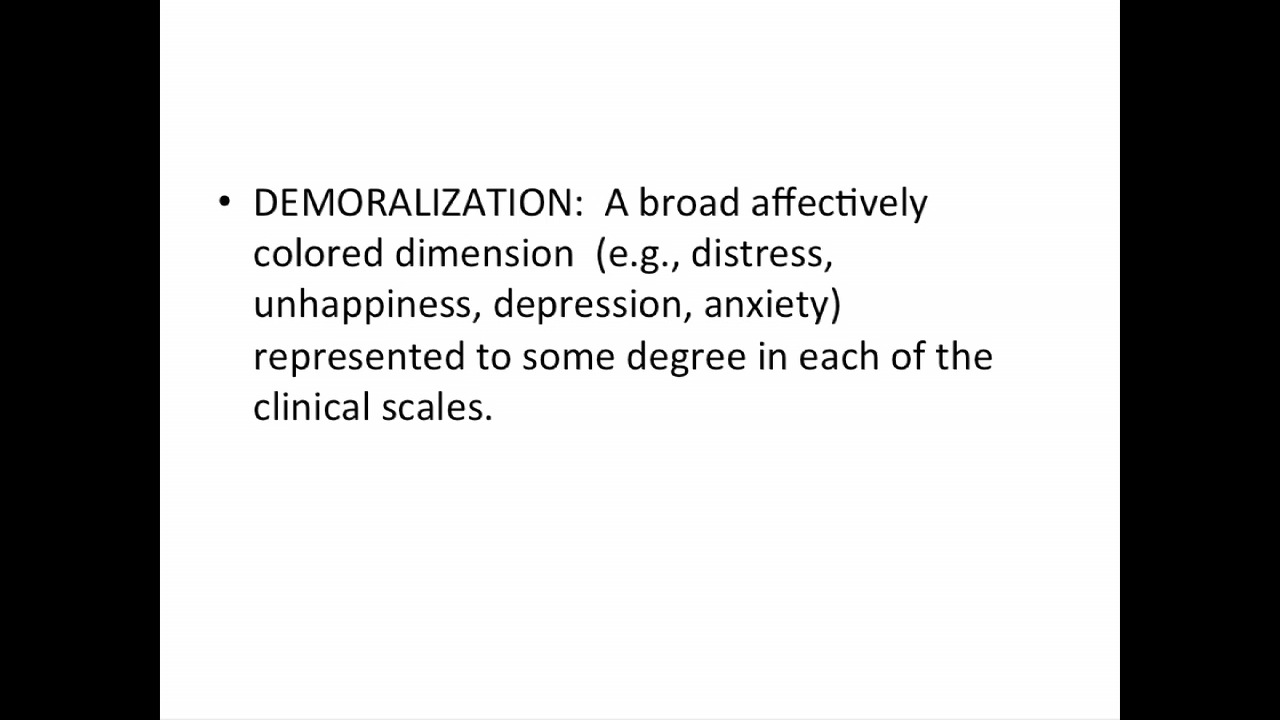 • DEMORALIZATION:  A broad affectively
colored dimension  (e.g., distress,
unhappiness, depression, anxiety)
represented to some degree in each of the
clinical scales.